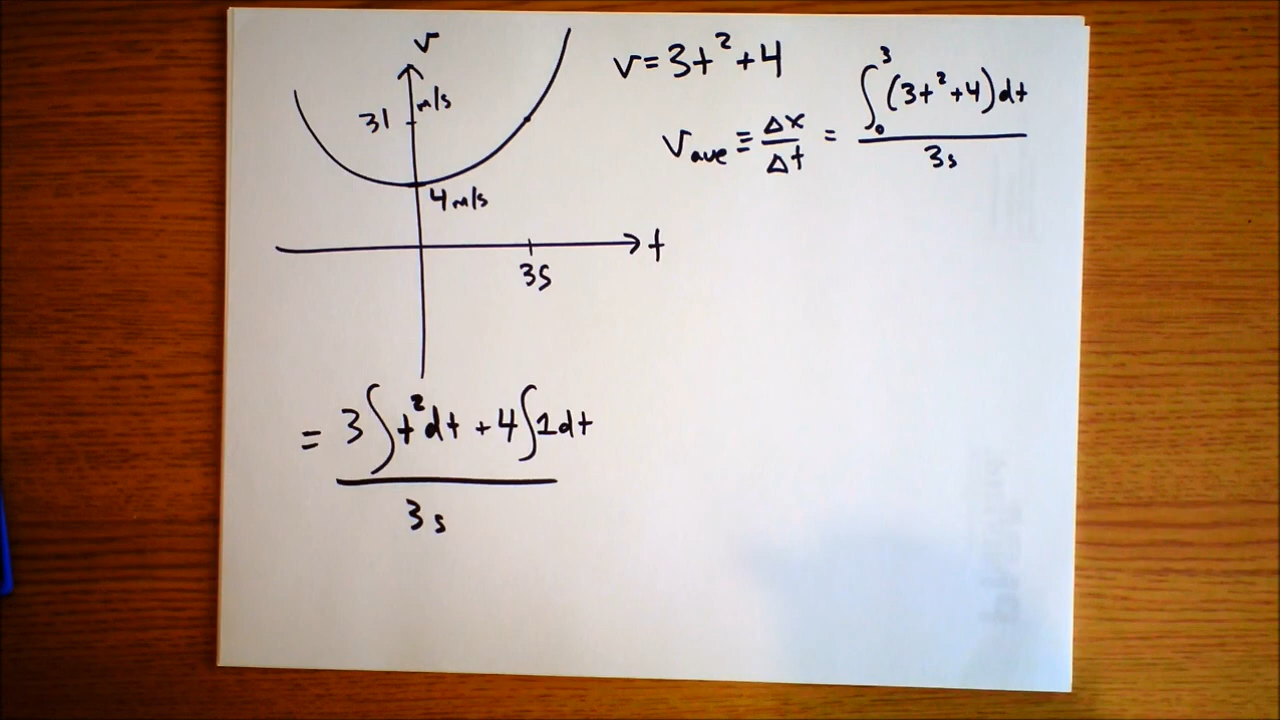 v
m/s
31
4 m/s
t
3s
v = 3t² + 4
v_ave ≡ Δx/Δt = ∫₀³ (3t² + 4) dt / 3s
= 3∫t² dt + 4∫1 dt / 3s